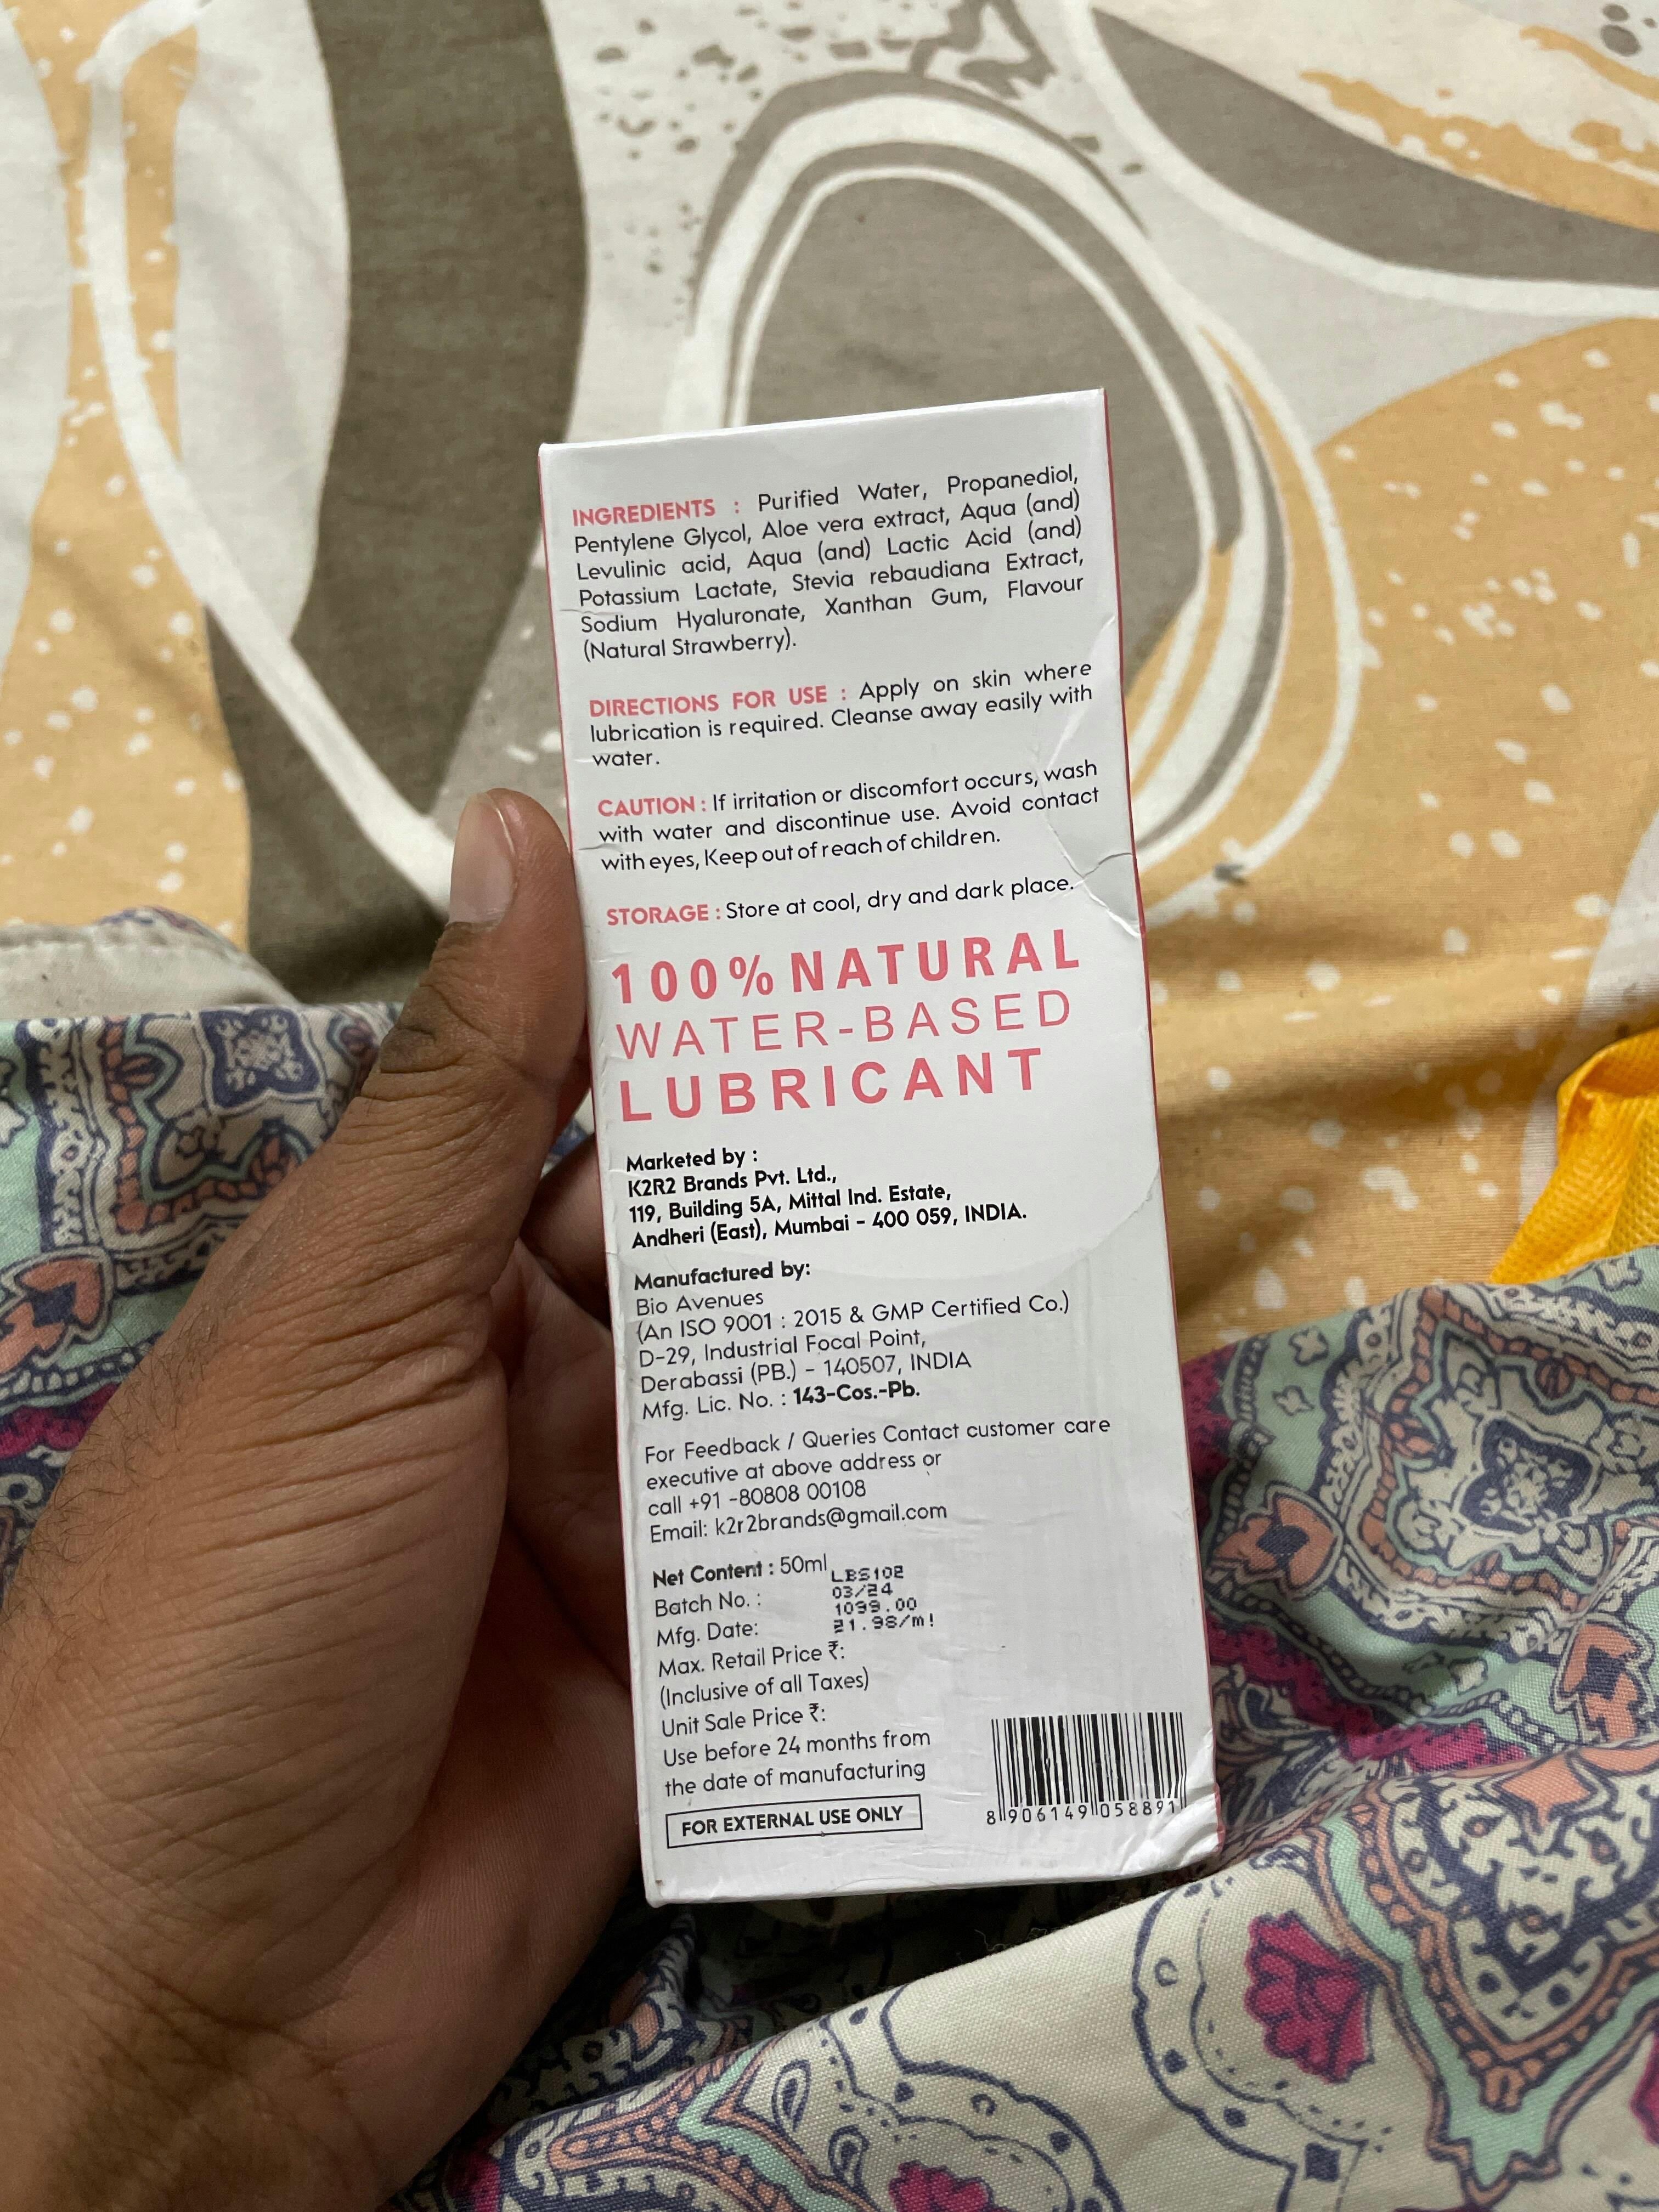 INGREDIENTS : Purified Water, Propanediol,
Pentylene Glycol, Aloe vera extract, Aqua (and)
Levulinic acid, Aqua (and) Lactic Acid (and)
Potassium Lactate, Stevia rebaudiana Extract,
Sodium Hyaluronate, Xanthan Gum, Flavour
(Natural Strawberry).
DIRECTIONS FOR USE : Apply on skin where
lubrication is required. Cleanse away easily with
water.
CAUTION : If irritation or discomfort occurs, wash
with water and discontinue use. Avoid contact
with eyes, Keep out of reach of children.
STORAGE : Store at cool, dry and dark place.
100% NATURAL
WATER-BASED
LUBRICANT
Marketed by :
K2R2 Brands Pvt. Ltd.,
119, Building 5A, Mittal Ind. Estate,
Andheri (East), Mumbai - 400 059, INDIA.
Manufactured by:
Bio Avenues
(An ISO 9001 : 2015 & GMP Certified Co.)
D-29, Industrial Focal Point,
Derabassi (PB.) - 140507, INDIA
Mfg. Lic. No. : 143-Cos.-Pb.
For Feedback / Queries Contact customer care
executive at above address or
call +91 -80808 00108
Email: k2r2brands@gmail.com
Net Content : 50ml
Batch No. : LBS102
Mfg. Date: 03/24
Max. Retail Price ₹: 1099.00
(Inclusive of all Taxes)
Unit Sale Price ₹: 21.98/ml
Use before 24 months from
the date of manufacturing
FOR EXTERNAL USE ONLY
8 906149 058891